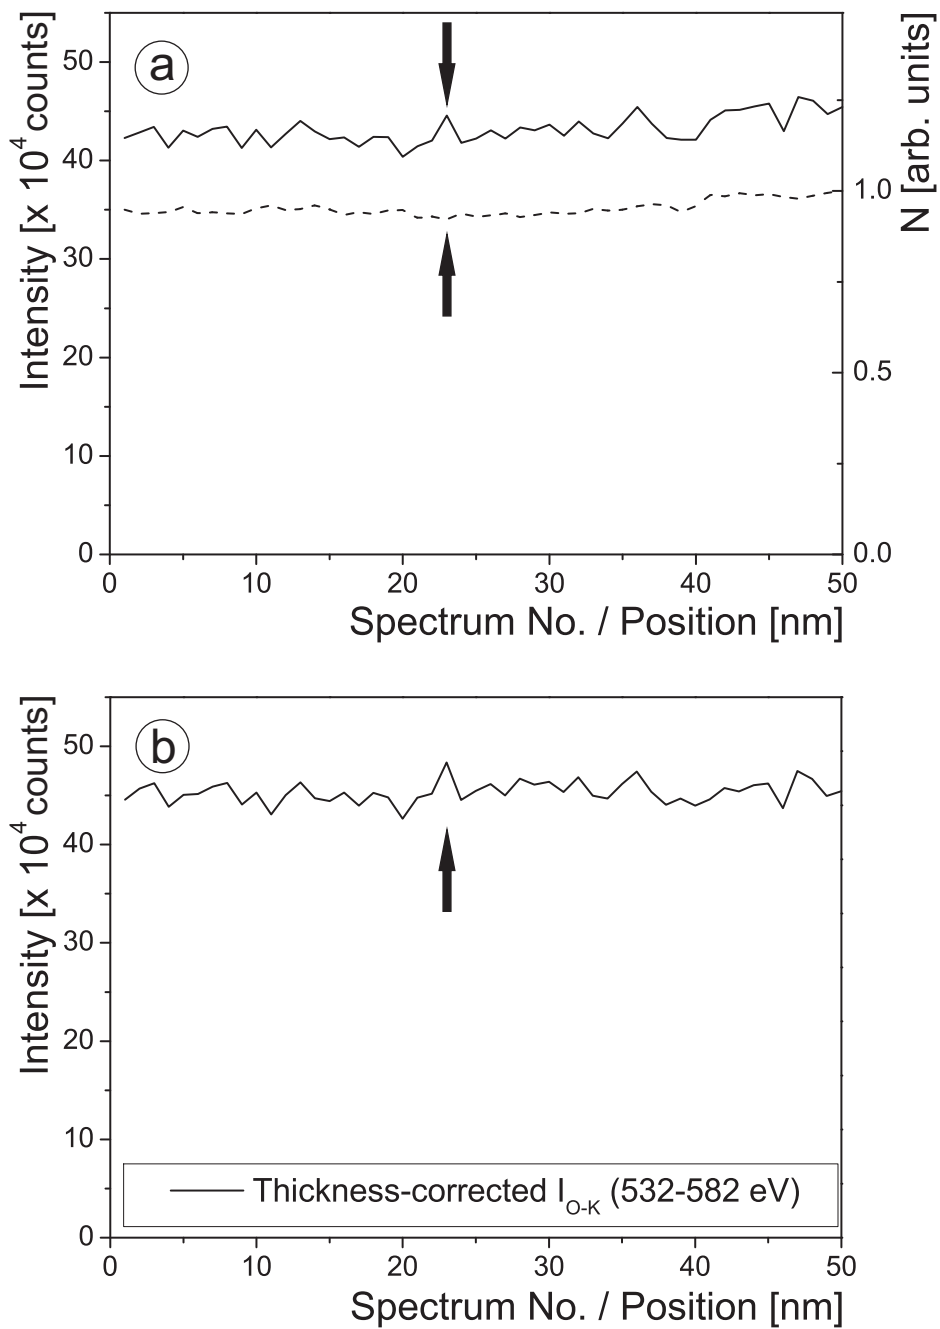 a
Intensity [x 10⁴ counts]
50
40
30
20
10
0
N [arb. units]
1.0
0.5
0.0
0 10 20 30 40 50
Spectrum No. / Position [nm]
b
Intensity [x 10⁴ counts]
50
40
30
20
10
0
Thickness-corrected I_O-K (532-582 eV)
0 10 20 30 40 50
Spectrum No. / Position [nm]